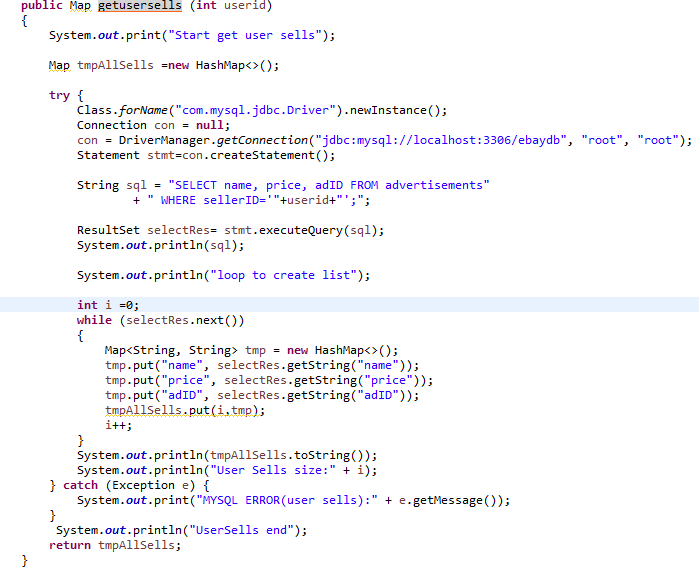 public Map getusersells (int userid)
{
System.out.print("Start get user sells");
Map tmpAllSells =new HashMap<>();
try {
Class.forName("com.mysql.jdbc.Driver").newInstance();
Connection con = null;
con = DriverManager.getConnection("jdbc:mysql://localhost:3306/ebaydb", "root", "root");
Statement stmt=con.createStatement();
String sql = "SELECT name, price, adID FROM advertisements"
+ " WHERE sellerID='"+userid+"';";
ResultSet selectRes= stmt.executeQuery(sql);
System.out.println(sql);
System.out.println("loop to create list");
int i =0;
while (selectRes.next())
{
Map<String, String> tmp = new HashMap<>();
tmp.put("name", selectRes.getString("name"));
tmp.put("price", selectRes.getString("price"));
tmp.put("adID", selectRes.getString("adID"));
tmpAllSells.put(i,tmp);
i++;
}
System.out.println(tmpAllSells.toString());
System.out.println("User Sells size:" + i);
} catch (Exception e) {
System.out.print("MYSQL ERROR(user sells):" + e.getMessage());
}
System.out.println("UserSells end");
return tmpAllSells;
}